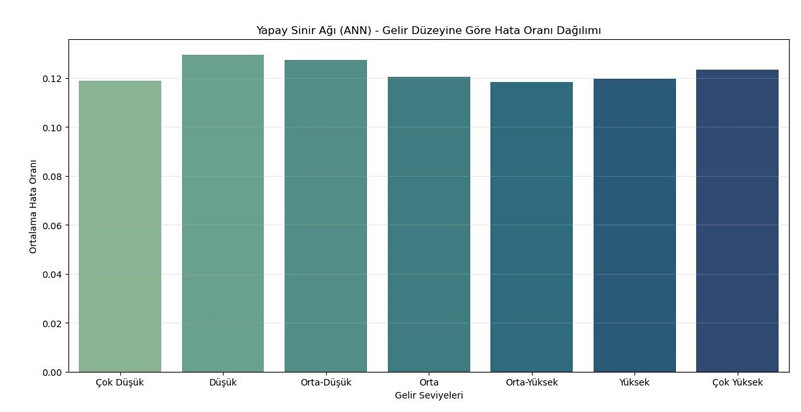 Yapay Sinir Ağı (ANN) - Gelir Düzeyine Göre Hata Oranı Dağılımı
Ortalama Hata Oranı
0.12
0.10
0.08
0.06
0.04
0.02
0.00
Çok Düşük
Düşük
Orta-Düşük
Orta
Orta-Yüksek
Yüksek
Çok Yüksek
Gelir Seviyeleri